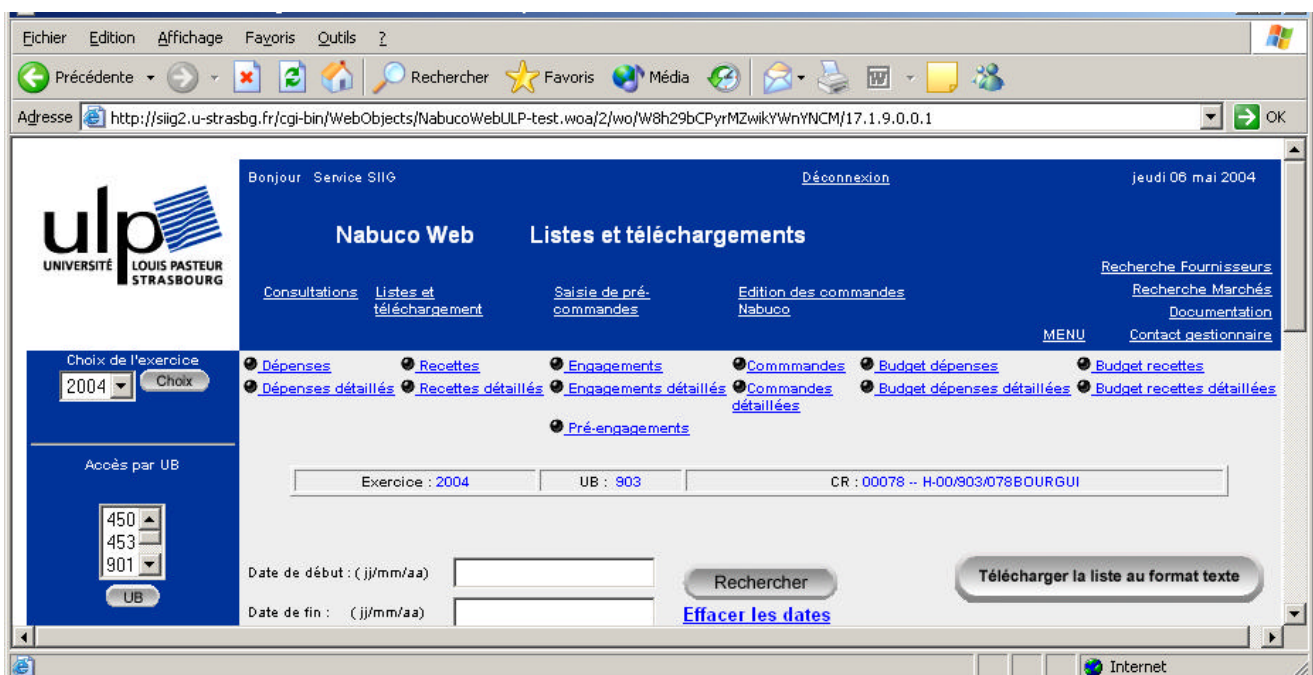 Fichier Edition Affichage Favoris Outils ?
Précédente Rechercher Favoris Média
Adresse http://siig2.u-strasbg.fr/cgi-bin/WebObjects/NabucoWebULP-test.woa/2/wo/W8h29bCPyrMZwikYWnYNCM/17.1.9.0.0.1 OK
Bonjour Service SIIG Déconnexion jeudi 06 mai 2004
ulp
UNIVERSITÉ LOUIS PASTEUR
STRASBOURG
Nabuco Web Listes et téléchargements
Recherche Fournisseurs
Consultations Listes et Saisie de pré- Edition des commandes Recherche Marchés
téléchargement commandes Nabuco Documentation
MENU Contact gestionnaire
Choix de l'exercice
2004 Choix
Dépenses Recettes Engagements Commmandes Budget dépenses Budget recettes
Dépenses détaillés Recettes détaillés Engagements détaillés Commandes Budget dépenses détaillées Budget recettes détaillées
détaillées
Pré-engagements
Accès par UB
Exercice : 2004 UB : 903 CR : 00078 -- H-00/903/078BOURGUI
450
453
901
UB
Date de début : ( jj/mm/aa) Rechercher Télécharger la liste au format texte
Date de fin : ( jj/mm/aa) Effacer les dates
Internet